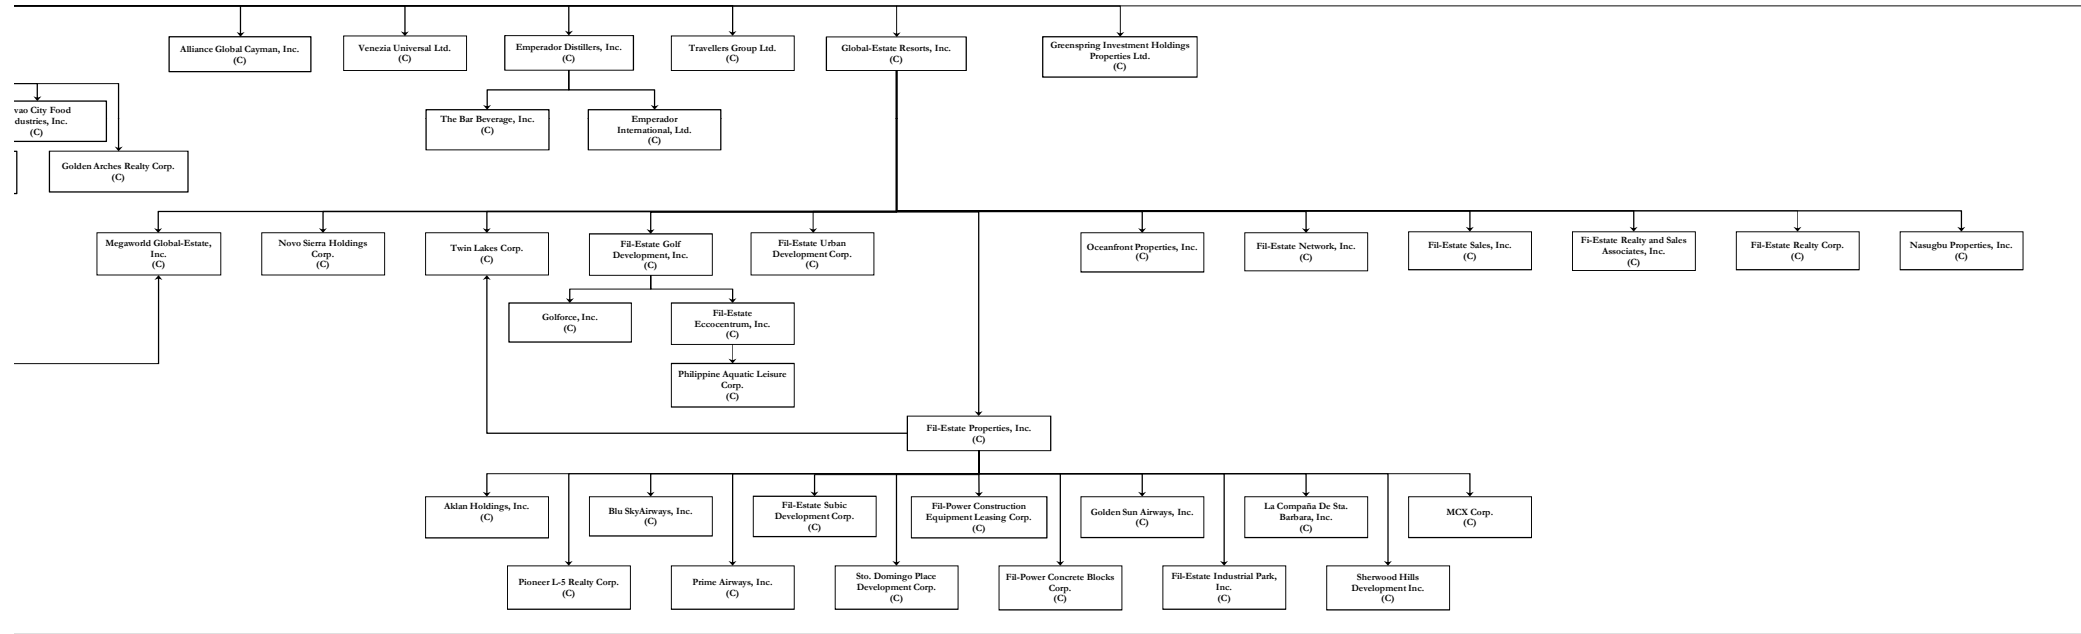 Alliance Global Cayman, Inc.
(C)
Venezia Universal Ltd.
(C)
Emperador Distillers, Inc.
(C)
Travellers Group Ltd.
(C)
Global-Estate Resorts, Inc.
(C)
Greenspring Investment Holdings
Properties Ltd.
(C)
vao City Food
dustries, Inc.
(C)
The Bar Beverage, Inc.
(C)
Emperador
International, Ltd.
(C)
Golden Arches Realty Corp.
(C)
Megaworld Global-Estate,
Inc.
(C)
Novo Sierra Holdings
Corp.
(C)
Twin Lakes Corp.
(C)
Fil-Estate Golf
Development, Inc.
(C)
Fil-Estate Urban
Development Corp.
(C)
Oceanfront Properties, Inc.
(C)
Fil-Estate Network, Inc.
(C)
Fil-Estate Sales, Inc.
(C)
Fi-Estate Realty and Sales
Associates, Inc.
(C)
Fil-Estate Realty Corp.
(C)
Nasugbu Properties, Inc.
(C)
Golforce, Inc.
(C)
Fil-Estate
Eccocentrum, Inc.
(C)
Philippine Aquatic Leisure
Corp.
(C)
Fil-Estate Properties, Inc.
(C)
Aklan Holdings, Inc.
(C)
Blu SkyAirways, Inc.
(C)
Fil-Estate Subic
Development Corp.
(C)
Fil-Power Construction
Equipment Leasing Corp.
(C)
Golden Sun Airways, Inc.
(C)
La Compaña De Sta.
Barbara, Inc.
(C)
MCX Corp.
(C)
Pioneer L-5 Realty Corp.
(C)
Prime Airways, Inc.
(C)
Sto. Domingo Place
Development Corp.
(C)
Fil-Power Concrete Blocks
Corp.
(C)
Fil-Estate Industrial Park,
Inc.
(C)
Sherwood Hills
Development Inc.
(C)